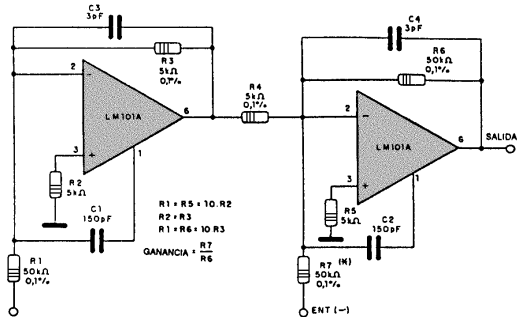 C3
3pF
R3
5kΩ
0,1%
2
LM101A
6
3
1
R2
5kΩ
C1
150pF
R1
50kΩ
0,1%
R1=R5=10.R2
R2=R3
R1=R6=10 R3
GANANCIA = R7
R6
R4
5kΩ
0,1%
C4
3pF
R6
50kΩ
0,1%
2
LM101A
6
SALIDA
3
1
R5
5kΩ
C2
150pF
R7 (K)
50kΩ
0,1%
ENT (-)